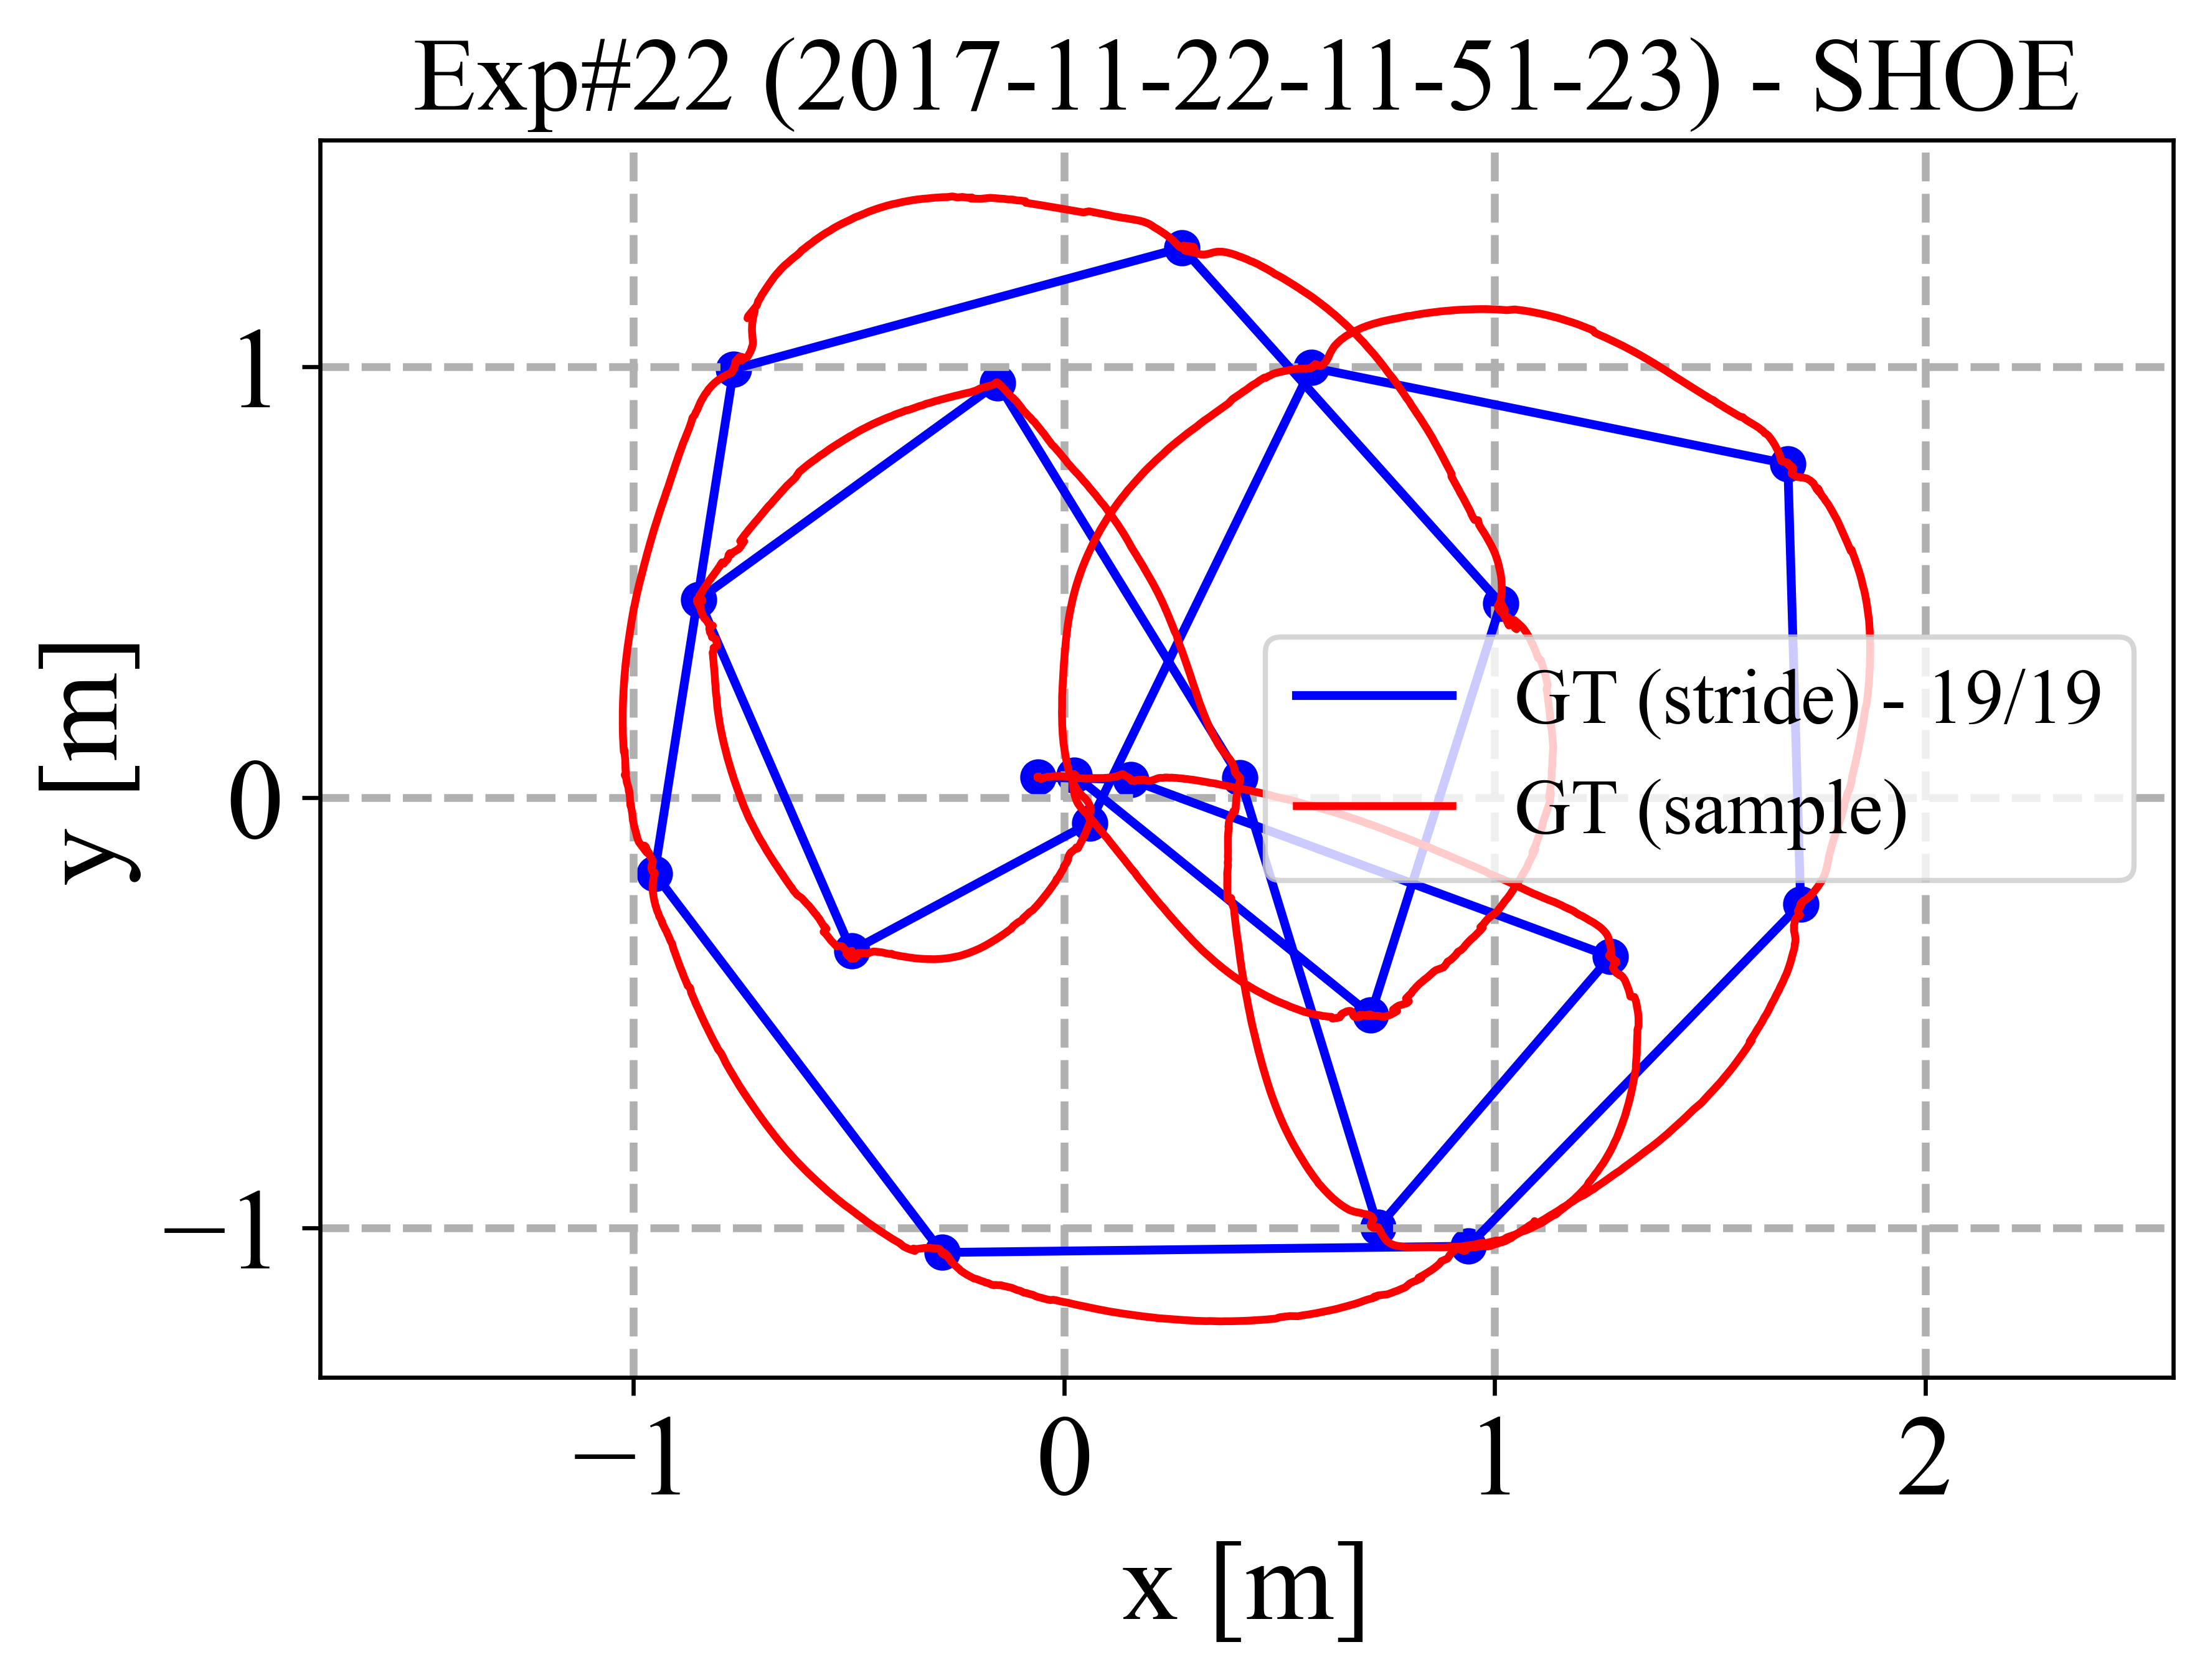 Exp#22 (2017-11-22-11-51-23) - SHOE
y [m]
1
0
−1
GT (stride) - 19/19
GT (sample)
−1
0
1
2
x [m]